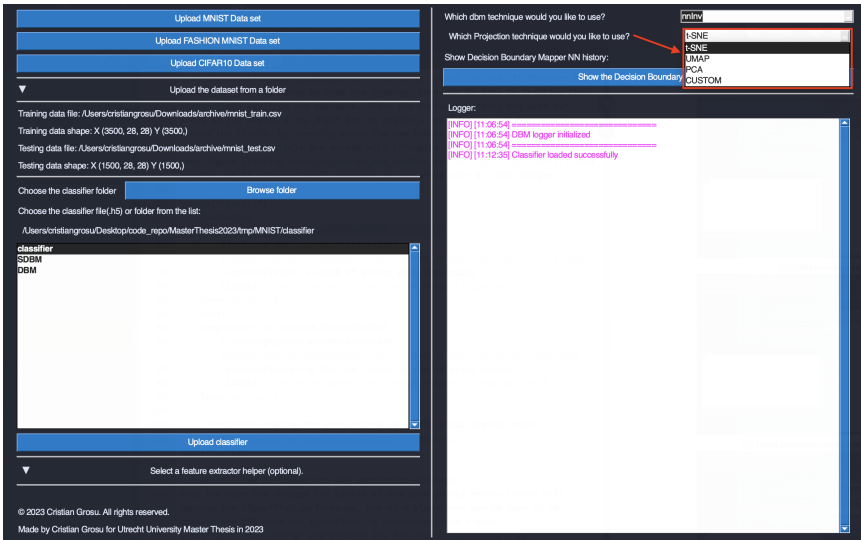 Upload MNIST Data set
Upload FASHION MNIST Data set
Upload CIFAR10 Data set
Upload the dataset from a folder
Training data file: /Users/cristiangrosu/Downloads/archive/mnist_train.csv
Training data shape: X (3500, 28, 28) Y (3500,)
Testing data file: /Users/cristiangrosu/Downloads/archive/mnist_test.csv
Testing data shape: X (1500, 28, 28) Y (1500,)
Choose the classifier folder
Browse folder
Choose the classifier file(.h5) or folder from the list:
/Users/cristiangrosu/Desktop/code_repo/MasterThesis2023/tmp/MNIST/classifier
classifier
SDBM
DBM
Upload classifier
Select a feature extractor helper (optional).
© 2023 Cristian Grosu. All rights reserved.
Made by Cristian Grosu for Utrecht University Master Thesis in 2023
Which dbm technique would you like to use?
nnInv
Which Projection technique would you like to use?
t-SNE
t-SNE
UMAP
PCA
CUSTOM
Show Decision Boundary Mapper NN history:
Show the Decision Boundary
Logger:
[INFO] [11:06:54] ==============================
[INFO] [11:06:54] DBM logger initialized
[INFO] [11:06:54] ==============================
[INFO] [11:12:35] Classifier loaded successfully